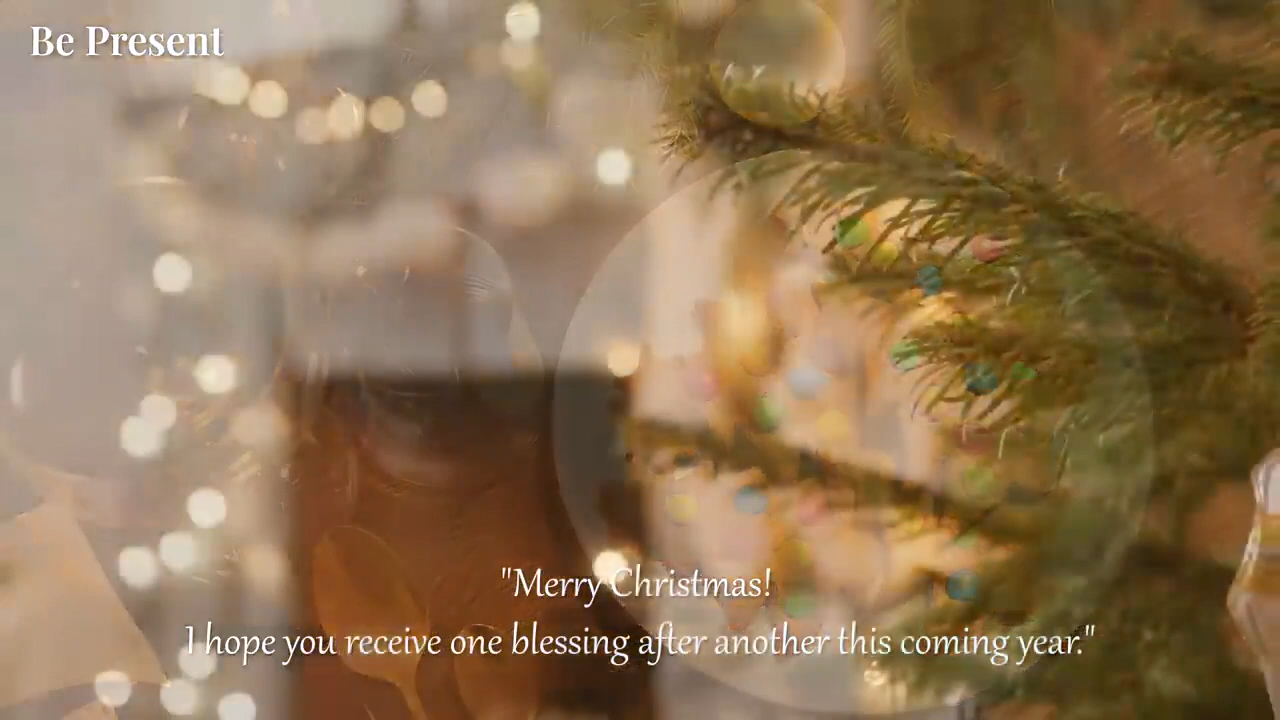 Be Present
"Merry Christmas!
I hope you receive one blessing after another this coming year."